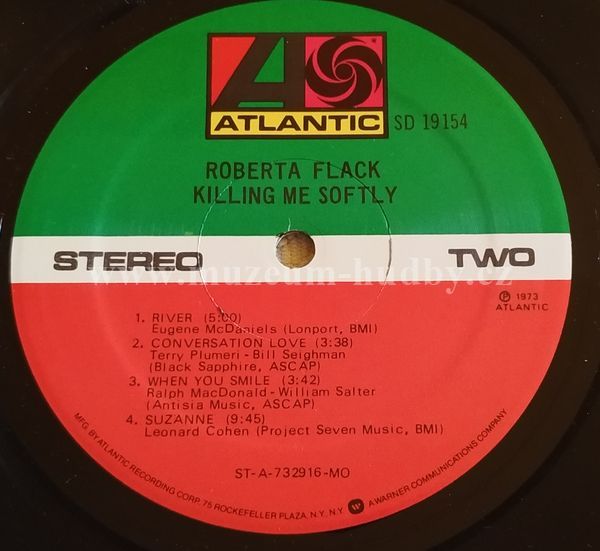 ATLANTIC
SD 19154
ROBERTA FLACK
KILLING ME SOFTLY
STEREO
TWO
www.muzeum-hudby.cz
℗ 1973
ATLANTIC
1. RIVER (5:00)
Eugene McDaniels (Lonport, BMI)
2. CONVERSATION LOVE (3:38)
Terry Plumeri - Bill Seighman
(Black Sapphire, ASCAP)
3. WHEN YOU SMILE (3:42)
Ralph MacDonald - William Salter
(Antisia Music, ASCAP)
4. SUZANNE (9:45)
Leonard Cohen (Project Seven Music, BMI)
ST-A-732916-MO
MFG. BY ATLANTIC RECORDING CORP. 75 ROCKEFELLER PLAZA, N.Y. N.Y. A WARNER COMMUNICATIONS COMPANY